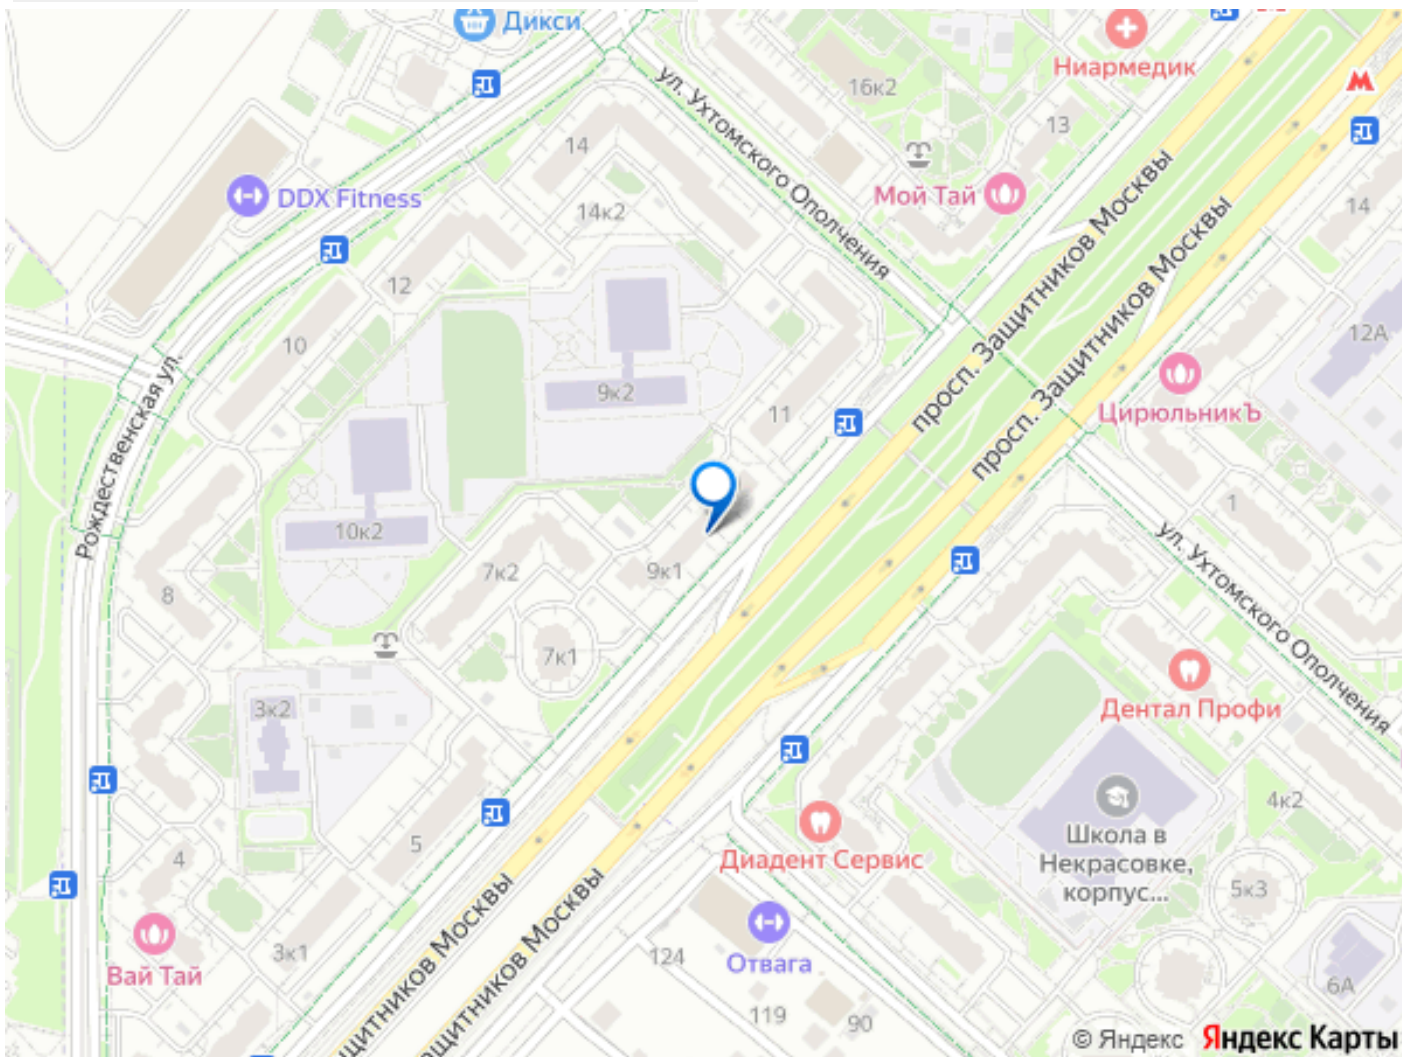 Дикси
Ниармедик
ул. Ухтомского Ополчения
16к2
13
14
DDX Fitness
14к2
Мой Тай
14
просп. Защитников Москвы
просп. Защитников Москвы
12
10
12А
9к2
11
ЦирюльникЪ
Рождественская ул.
1
10к2
7к2
9к1
ул. Ухтомского Ополчения
8
7к1
3к2
Дентал Профи
5
Школа в
Некрасовке,
корпус...
4к2
4
Диадент Сервис
5к3
Вай Тай
3к1
щитников Москвы
ащитников Москвы
124
Отвага
119
90
6А
© Яндекс Яндекс Карты